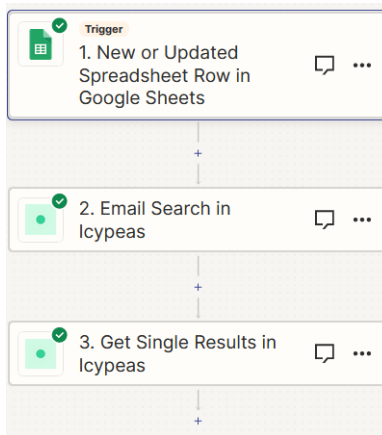 Trigger
1. New or Updated
Spreadsheet Row in
Google Sheets
2. Email Search in
Icypeas
3. Get Single Results in
Icypeas